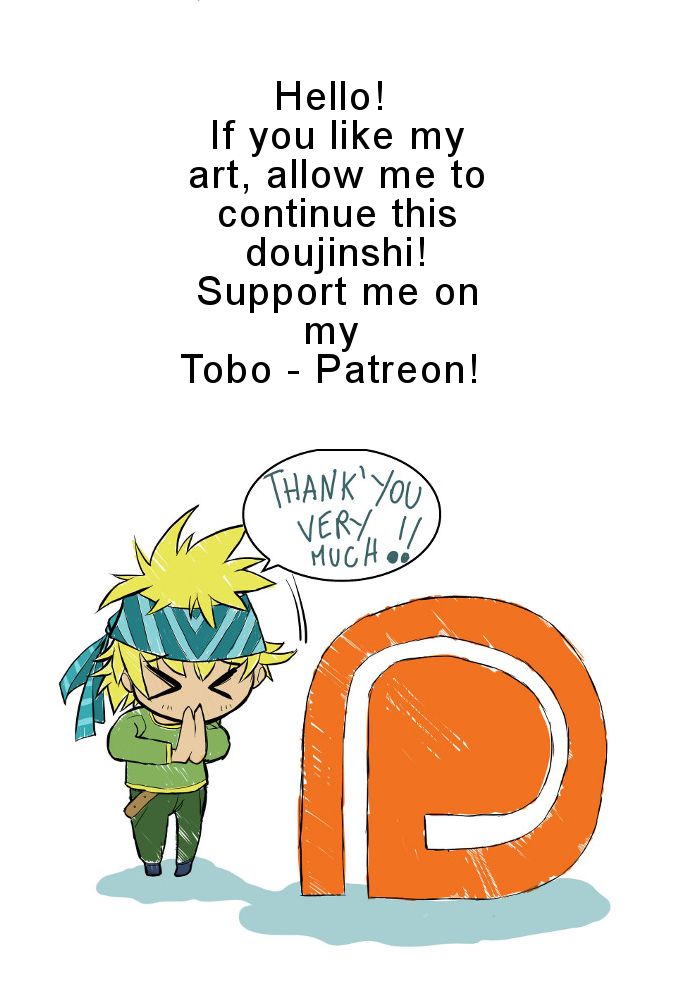 Hello!
If you like my
art, allow me to
continue this
doujinshi!
Support me on
my
Tobo - Patreon!
THANK'YOU
VERY
MUCH!!